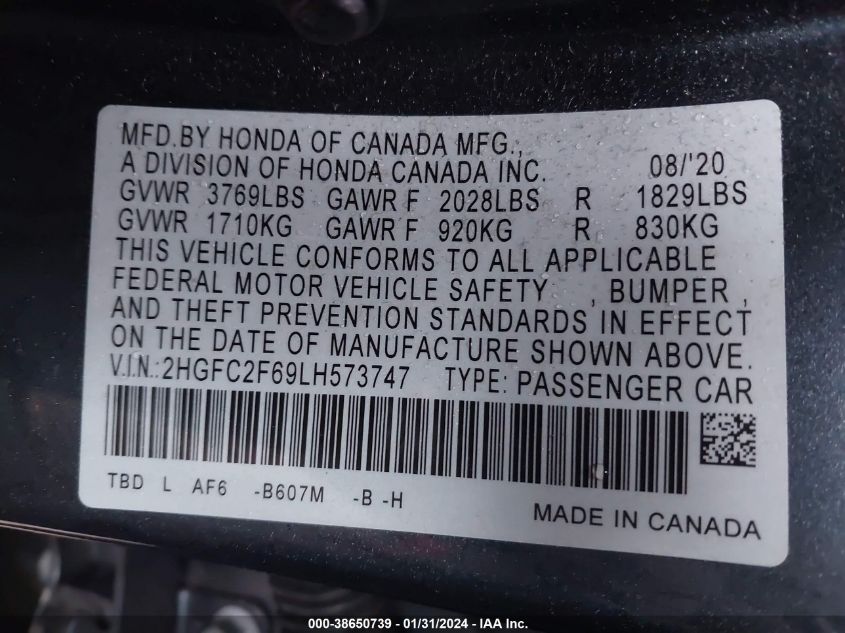 MFD.BY HONDA OF CANADA MFG.,
A DIVISION OF HONDA CANADA INC. 08/'20
GVWR 3769LBS GAWR F 2028LBS R 1829LBS
GVWR 1710KG GAWR F 920KG R 830KG
THIS VEHICLE CONFORMS TO ALL APPLICABLE
FEDERAL MOTOR VEHICLE SAFETY , BUMPER ,
AND THEFT PREVENTION STANDARDS IN EFFECT
ON THE DATE OF MANUFACTURE SHOWN ABOVE.
V.I.N.:2HGFC2F69LH573747 TYPE: PASSENGER CAR
TBD L AF6 -B607M -B -H
MADE IN CANADA
000-38650739 - 01/31/2024 - IAA Inc.